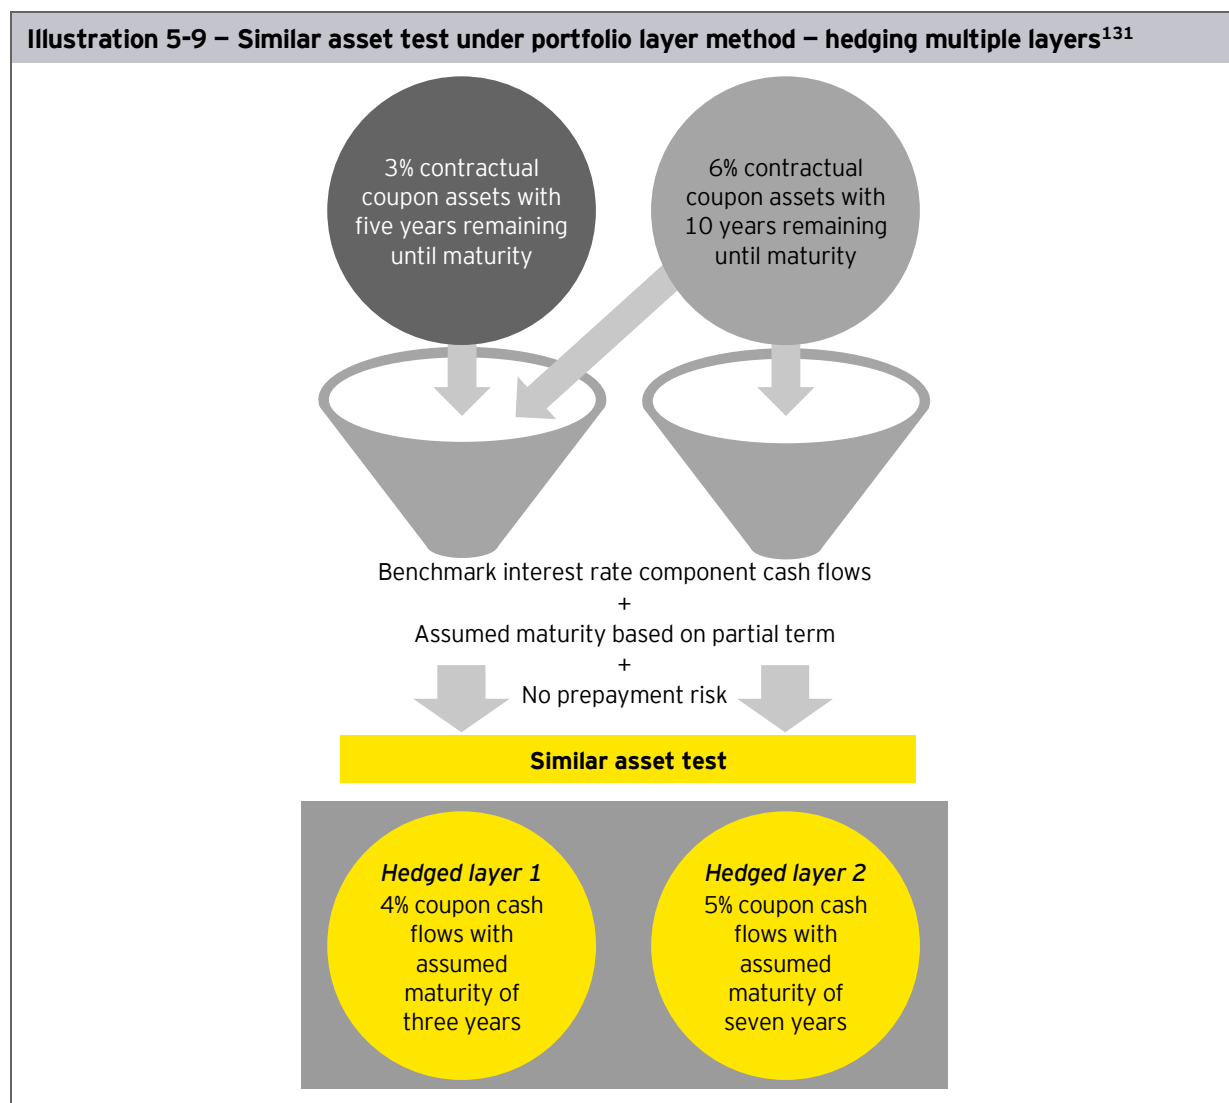 Illustration 5-9 – Similar asset test under portfolio layer method – hedging multiple layers131
3% contractual
coupon assets with
five years remaining
until maturity
6% contractual
coupon assets with
10 years remaining
until maturity
Benchmark interest rate component cash flows
+
Assumed maturity based on partial term
+
No prepayment risk
Similar asset test
Hedged layer 1
4% coupon cash
flows with
assumed
maturity of
three years
Hedged layer 2
5% coupon cash
flows with
assumed
maturity of
seven years